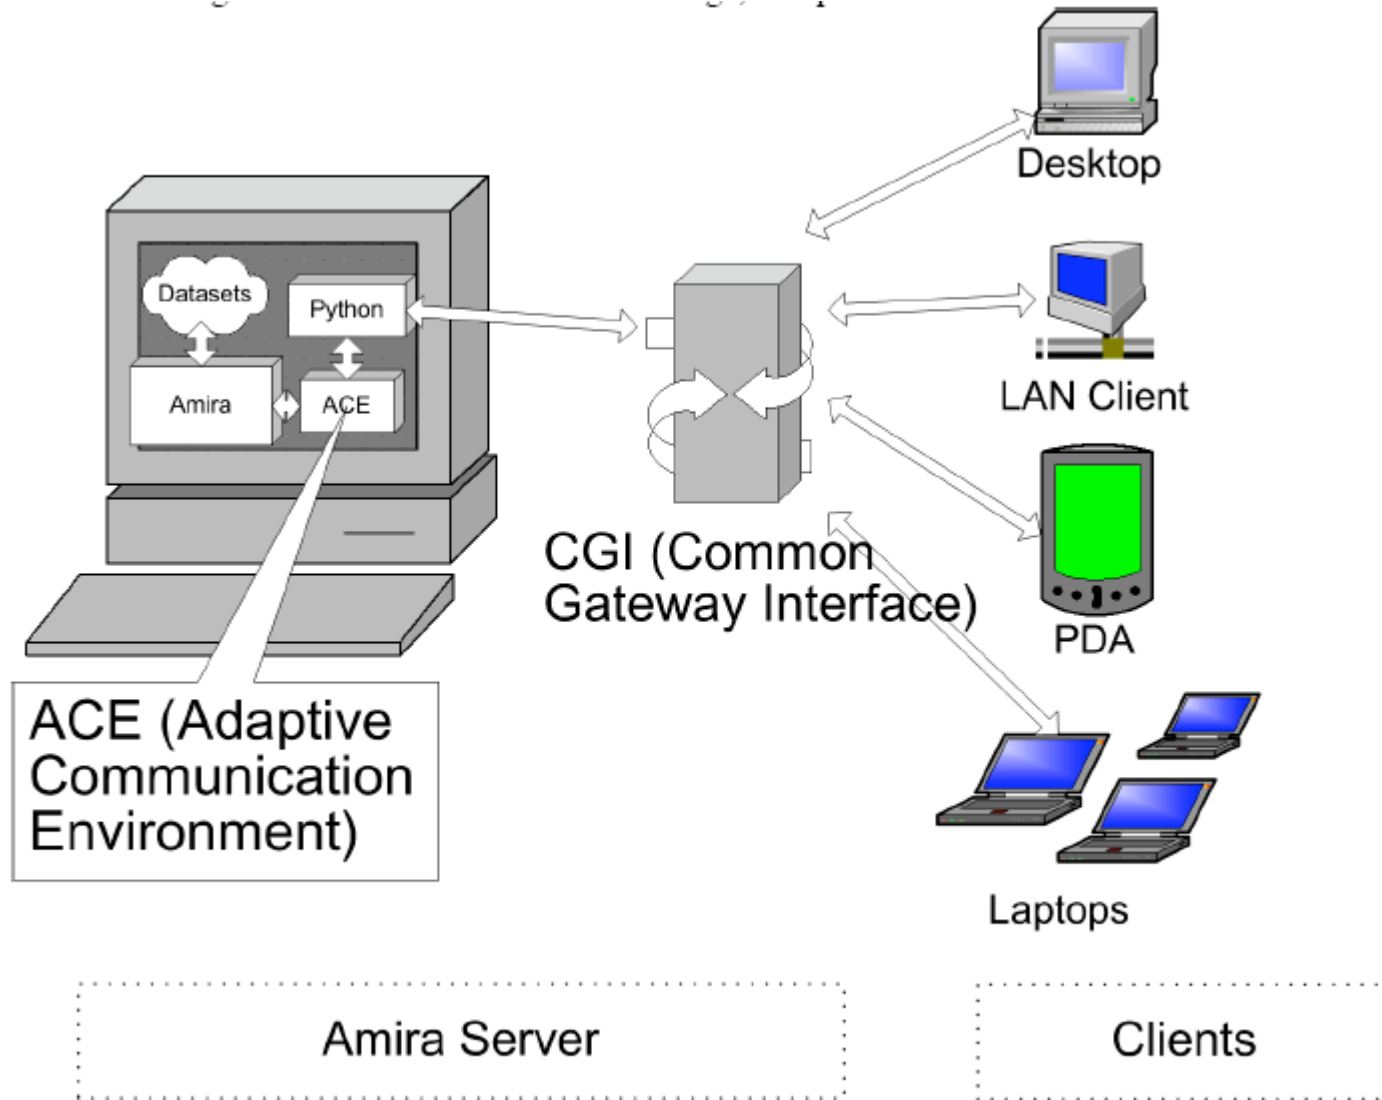 Desktop
Datasets
Python
Amira
ACE
LAN Client
CGI (Common
Gateway Interface)
PDA
ACE (Adaptive
Communication
Environment)
Laptops
Amira Server
Clients